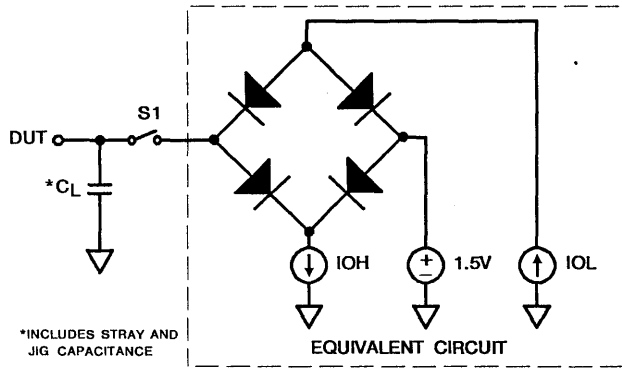 S1
DUT
*CL
IOH
+
−
1.5V
IOL
*INCLUDES STRAY AND
JIG CAPACITANCE
EQUIVALENT CIRCUIT